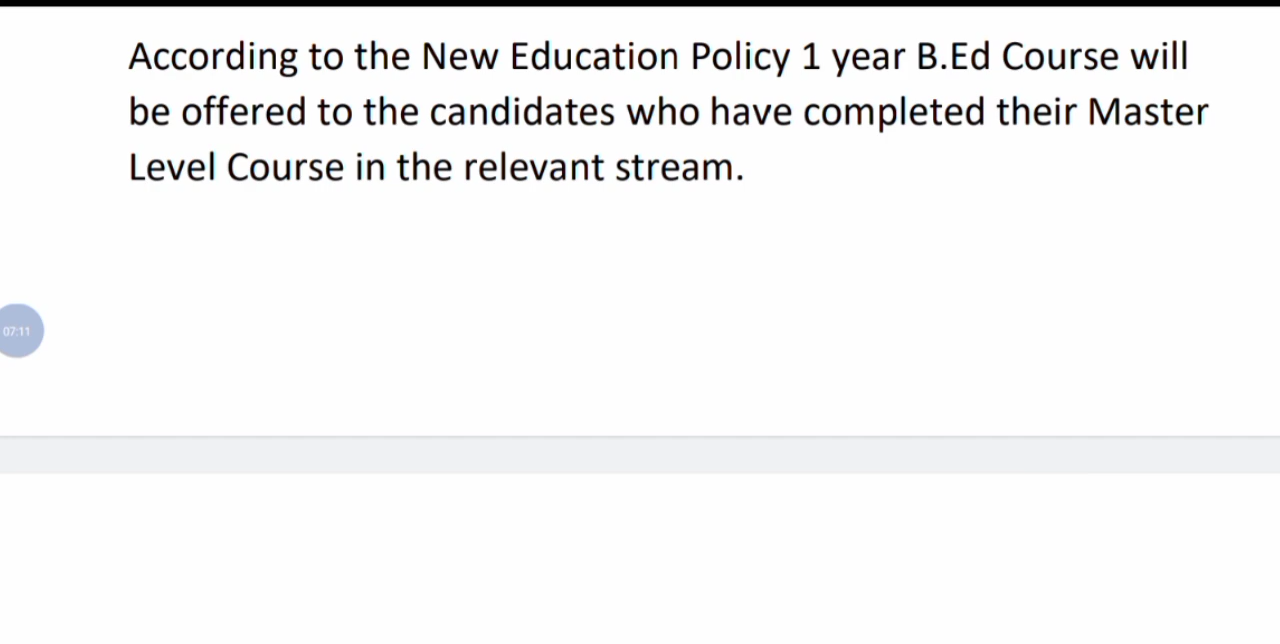 According to the New Education Policy 1 year B.Ed Course will
be offered to the candidates who have completed their Master
Level Course in the relevant stream.
07:11